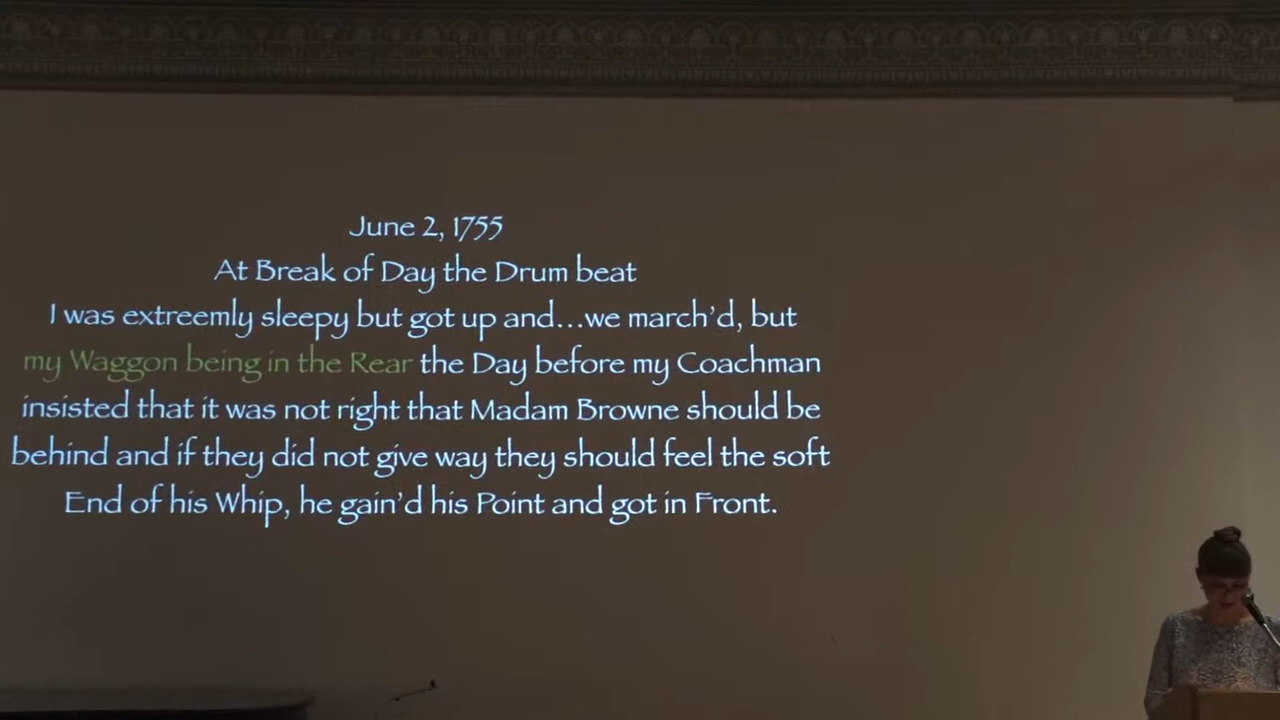 June 2, 1755
At Break of Day the Drum beat
I was extreemly sleepy but got up and...we march'd, but
my Waggon being in the Rear the Day before my Coachman
insisted that it was not right that Madam Browne should be
behind and if they did not give way they should feel the soft
End of his Whip, he gain'd his Point and got in Front.